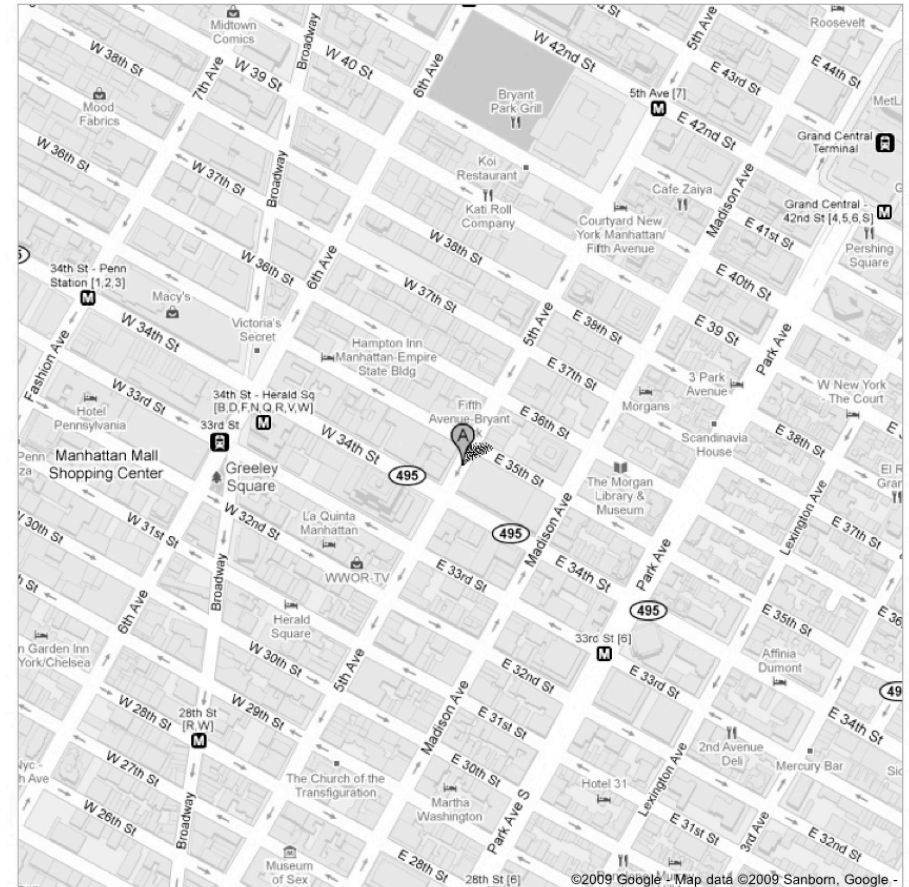 Midtown
Comics
Broadway
W 42nd St
5th Ave
Roosevelt
W 38th St
7th Ave
W 39 St
W 40 St
6th Ave
E 43rd St
E 44th St
Mood
Fabrics
Bryant
Park Grill
5th Ave [7]
E 42nd St
Grand Central
Terminal
W 36th St
W 37th St
Broadway
Koi
Restaurant
Kati Roll
Company
Cafe Zaiya
Courtyard New
York Manhattan/
Fifth Avenue
Madison Ave
Grand Central -
42nd St [4,5,6,S]
E 41st St
Pershing
Square
W 38th St
34th St - Penn
Station [1,2,3]
Macy's
W 36th St
6th Ave
W 37th St
E 40th St
W 34th St
Victoria's
Secret
5th Ave
E 38th St
E 39 St
Park Ave
Fashion Ave
Hampton Inn
Manhattan-Empire
State Bldg
E 37th St
3 Park
Avenue
W New York
- The Court
W 33rd St
Hotel
Pennsylvania
34th St - Herald Sq
[B,D,F,N,Q,R,V,W]
33rd St
Fifth
Avenue-Bryant
E 36th St
Morgans
Scandinavia
House
E 38th St
Manhattan Mall
Shopping Center
Greeley
Square
W 34th St
495
A
E 35th St
The Morgan
Library &
Museum
Lexington Ave
W 30th St
W 31st St
W 32nd St
La Quinta
Manhattan
WWOR-TV
495
Madison Ave
E 37th St
Broadway
E 33rd St
E 34th St
Park Ave
6th Ave
Herald
Square
495
E 35th St
33rd St [6]
n Garden Inn
York/Chelsea
W 30th St
5th Ave
E 32nd St
E 33rd St
Affinia
Dumont
W 28th St
28th St
[R,W]
W 29th St
Madison Ave
E 31st St
2nd Avenue
Deli
E 34th St
Mercury Bar
W 27th St
The Church of the
Transfiguration
E 30th St
Hotel 31
Lexington Ave
Martha
Washington
Park Ave S
W 26th St
Broadway
E 31st St
3rd Ave
E 32nd St
Museum
of Sex
E 28th St
28th St [6]
©2009 Google - Map data ©2009 Sanborn, Google -